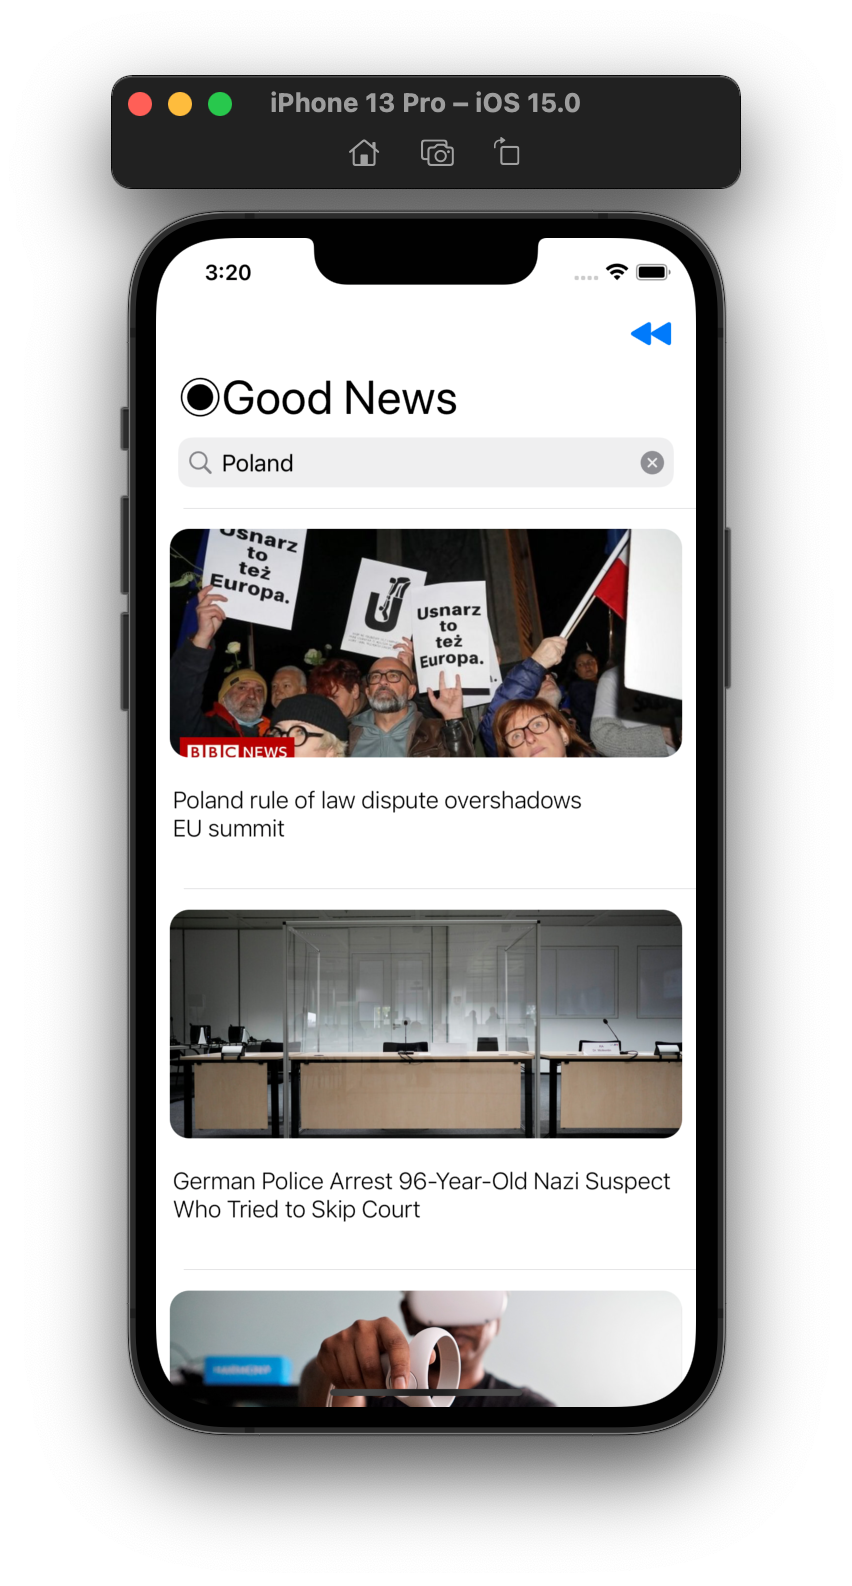 iPhone 13 Pro – iOS 15.0
3:20
Good News
Poland
Usnarz
to
też
Europa.
Usnarz
to
też
Europa.
BBC NEWS
Poland rule of law dispute overshadows
EU summit
German Police Arrest 96-Year-Old Nazi Suspect
Who Tried to Skip Court